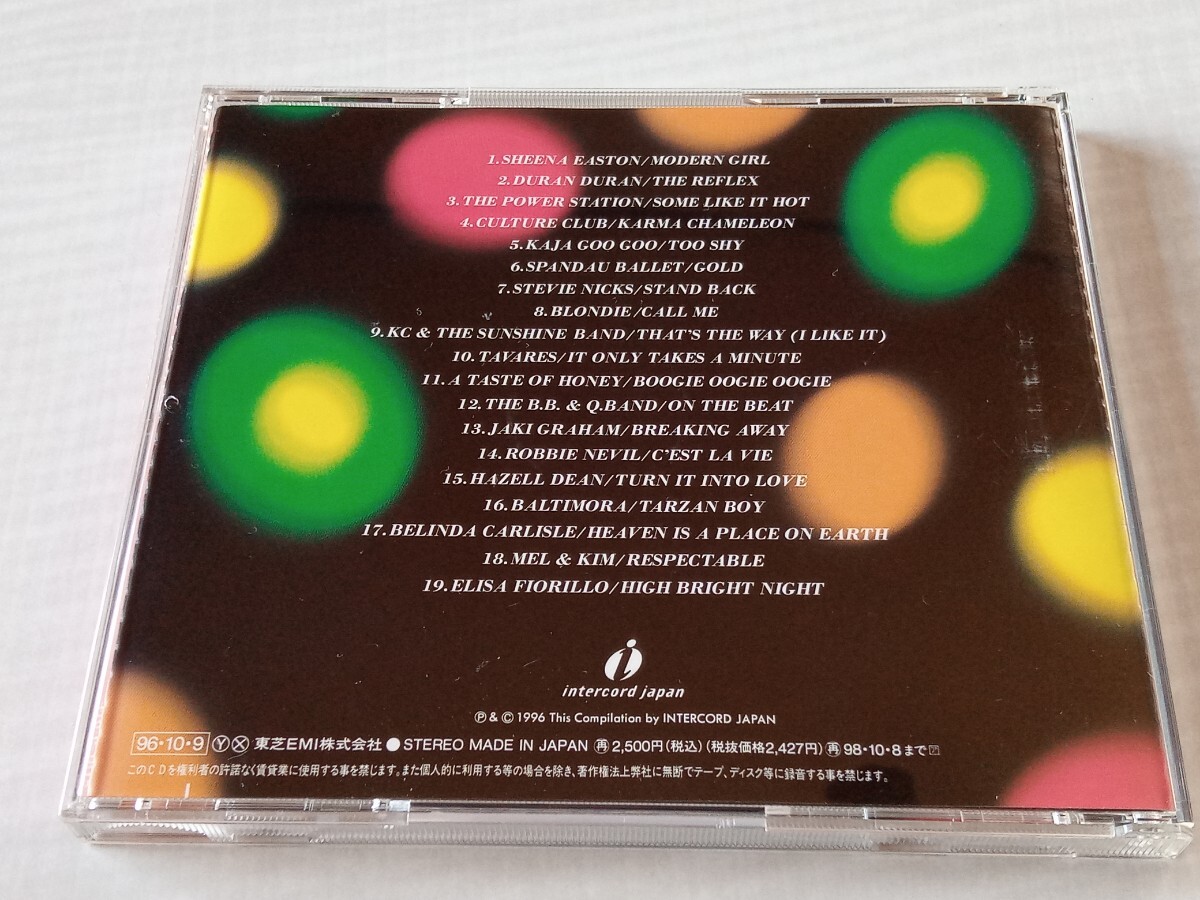 1.SHEENA EASTON/MODERN GIRL
2.DURAN DURAN/THE REFLEX
3.THE POWER STATION/SOME LIKE IT HOT
4.CULTURE CLUB/KARMA CHAMELEON
5.KAJA GOO GOO/TOO SHY
6.SPANDAU BALLET/GOLD
7.STEVIE NICKS/STAND BACK
8.BLONDIE/CALL ME
9.KC & THE SUNSHINE BAND/THAT'S THE WAY (I LIKE IT)
10.TAVARES/IT ONLY TAKES A MINUTE
11.A TASTE OF HONEY/BOOGIE OOGIE OOGIE
12.THE B.B. & Q.BAND/ON THE BEAT
13.JAKI GRAHAM/BREAKING AWAY
14.ROBBIE NEVIL/C'EST LA VIE
15.HAZELL DEAN/TURN IT INTO LOVE
16.BALTIMORA/TARZAN BOY
17.BELINDA CARLISLE/HEAVEN IS A PLACE ON EARTH
18.MEL & KIM/RESPECTABLE
19.ELISA FIORILLO/HIGH BRIGHT NIGHT
i
intercord japan
Ⓟ & © 1996 This Compilation by INTERCORD JAPAN
96・10・9 Ⓨ Ⓧ 東芝EMI株式会社 ● STEREO MADE IN JAPAN ㊢ 2,500円(税込)(税抜価格2,427円) ㊢ 98・10・8まで
このCDを権利者の許諾なく賃貸業に使用する事を禁じます。また個人的に利用する等の場合を除き、著作権法上弊社に無断でテープ、ディスク等に録音する事を禁じます。